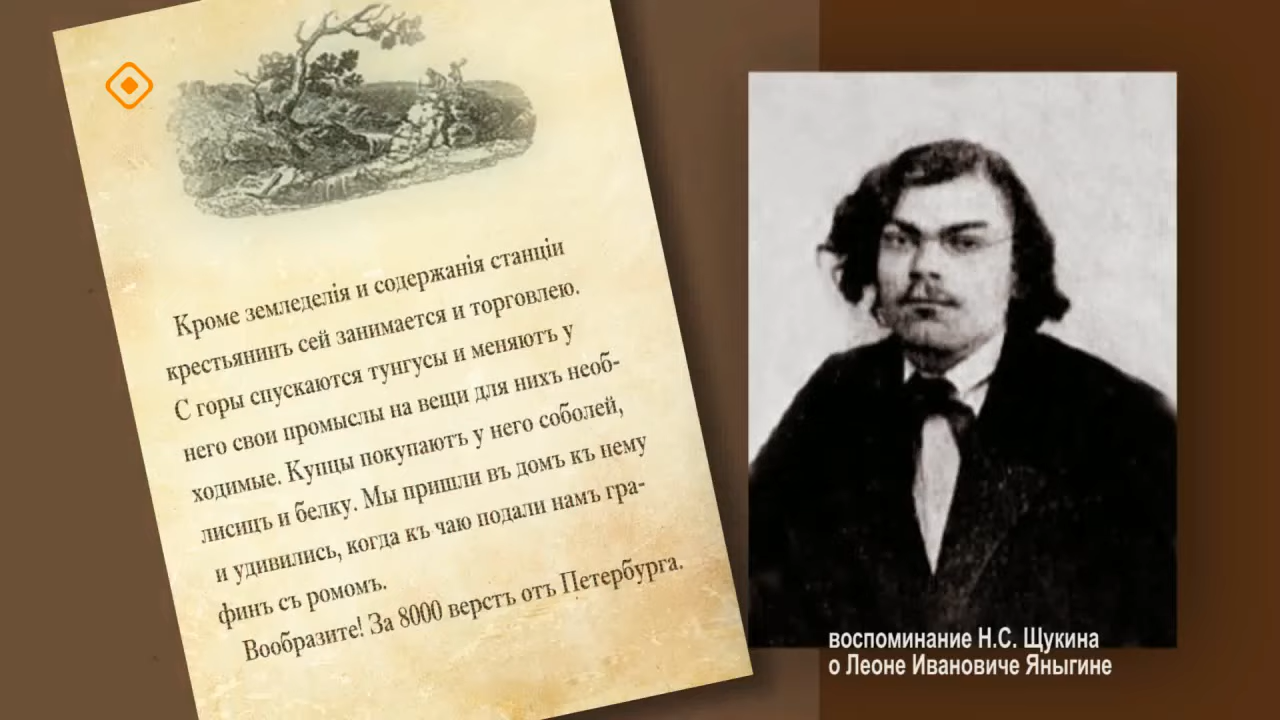 Кроме земледелія и содержанія станціи
крестьянинъ сей занимается и торговлею.
С горы спускаются тунгусы и меняютъ у
него свои промыслы на вещи для нихъ необ-
ходимые. Купцы покупаютъ у него соболей,
лисицъ и белку. Мы пришли въ домъ къ нему
и удивились, когда къ чаю подали намъ гра-
финъ съ ромомъ.
Вообразите! За 8000 верстъ отъ Петербурга.
воспоминание Н.С. Щукина
о Леоне Ивановиче Яныгине